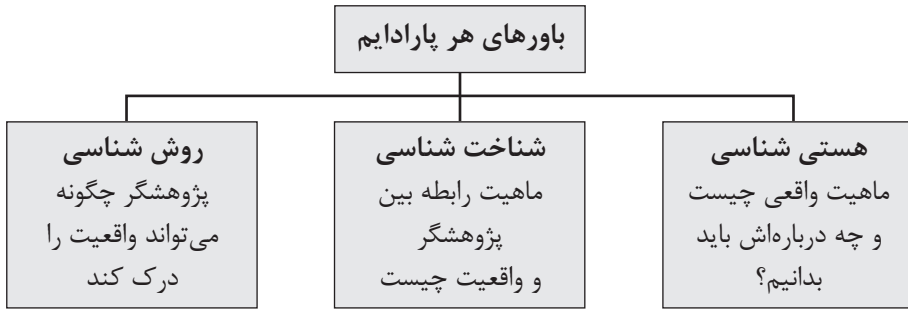 باورهای هر پارادایم
هستی شناسی
ماهیت واقعی چیست
و چه درباره‌اش باید
بدانیم؟
شناخت شناسی
ماهیت رابطه بین
پژوهشگر
و واقعیت چیست
روش شناسی
پژوهشگر چگونه
می‌تواند واقعیت را
درک کند